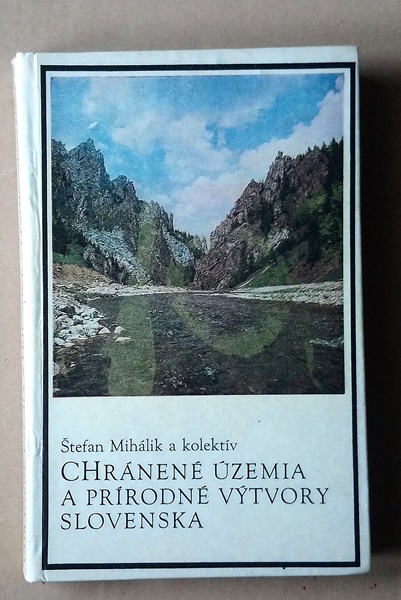 Štefan Mihálik a kolektív
CHRÁNENÉ ÚZEMIA
A PRÍRODNÉ VÝTVORY
SLOVENSKA